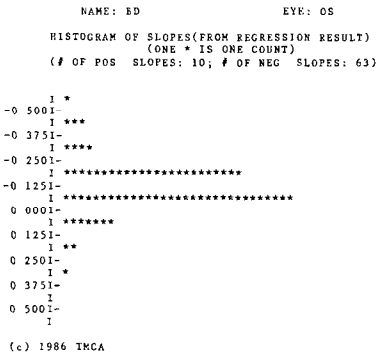 NAME: BD EYE: OS
HISTOGRAM OF SLOPES(FROM REGRESSION RESULT)
(ONE * IS ONE COUNT)
(# OF POS SLOPES: 10; # OF NEG SLOPES: 63)
I *
-0 500I-
I ***
-0 375I-
I ****
-0 250I-
I ************************
-0 125I-
I *******************************
0 000I-
I *******
0 125I-
I **
0 250I-
I *
0 375I-
I
0 500I-
I
(c) 1986 TMCA